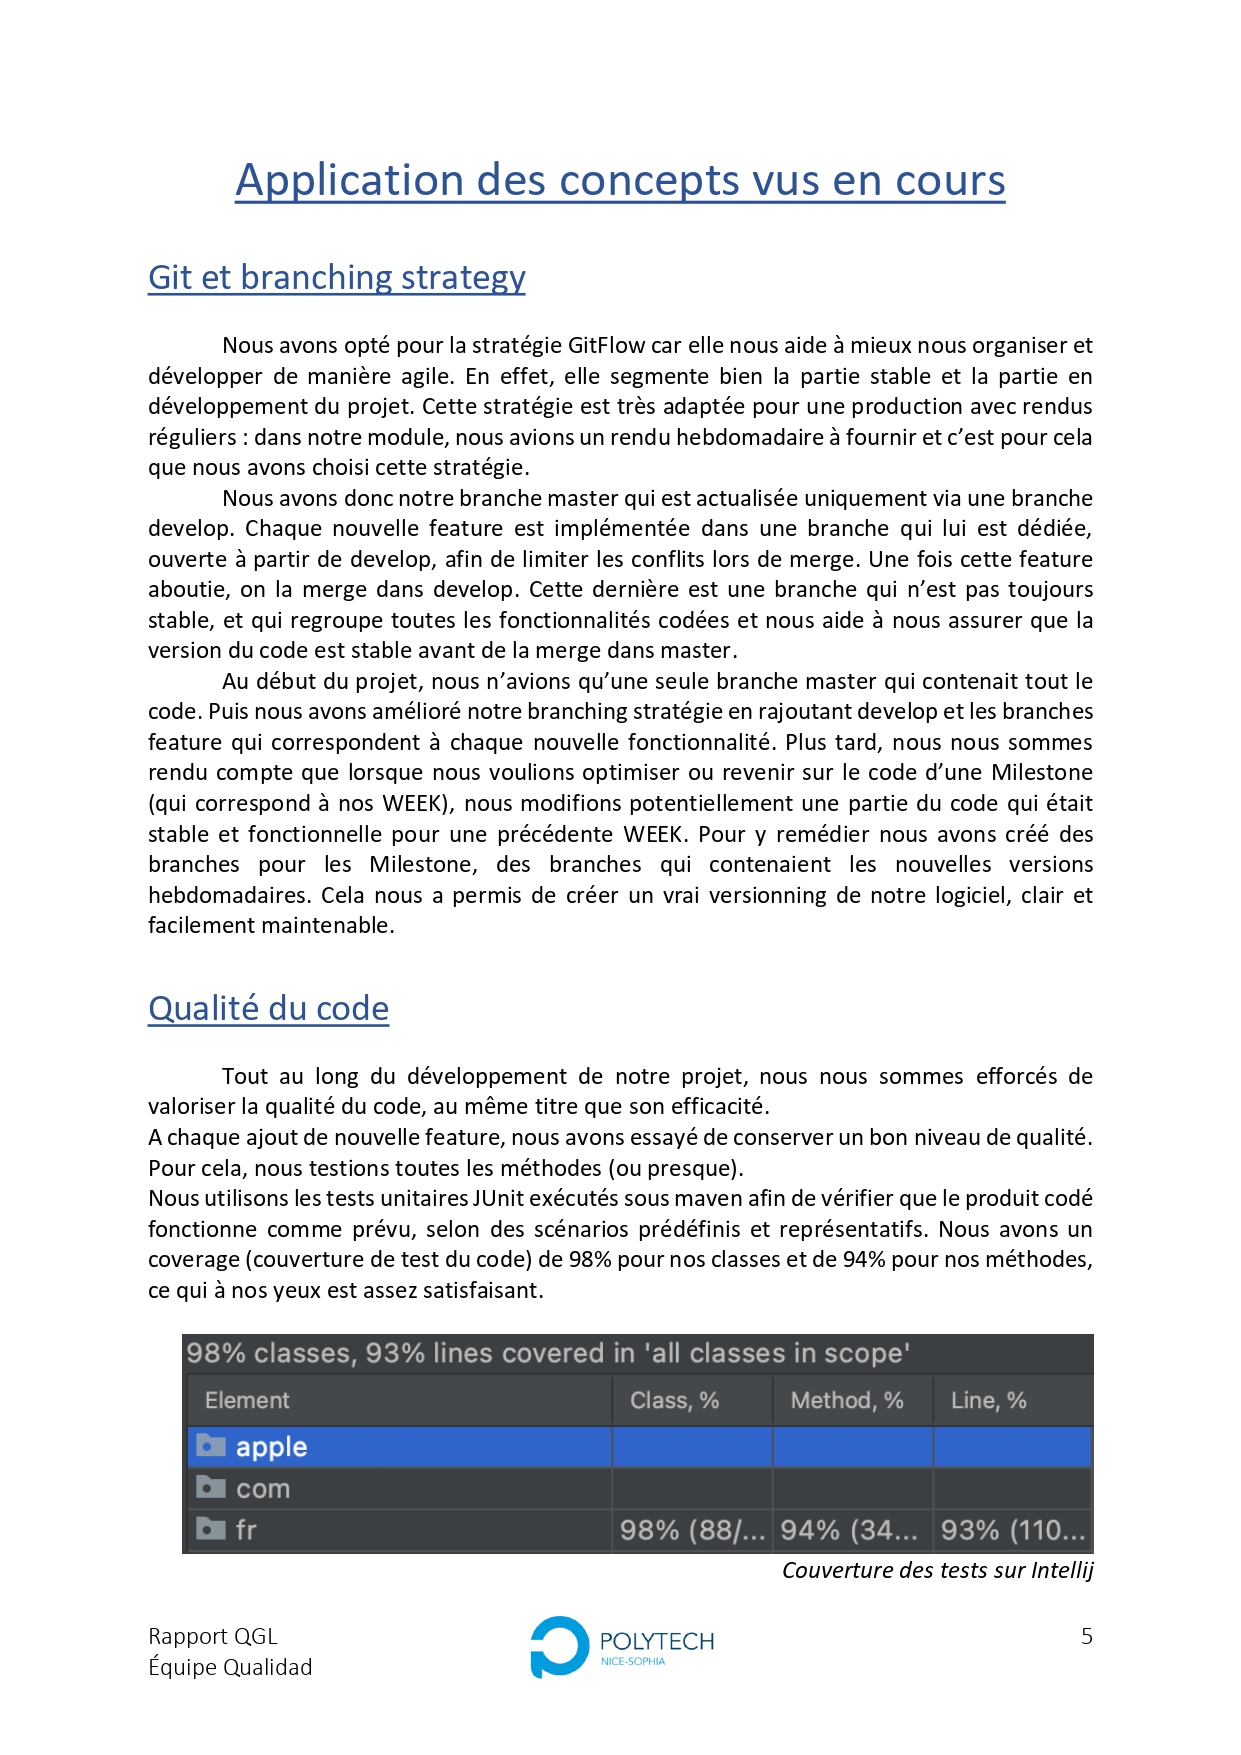 Application des concepts vus en cours
Git et branching strategy
Nous avons opté pour la stratégie GitFlow car elle nous aide à mieux nous organiser et
développer de manière agile. En effet, elle segmente bien la partie stable et la partie en
développement du projet. Cette stratégie est très adaptée pour une production avec rendus
réguliers : dans notre module, nous avions un rendu hebdomadaire à fournir et c’est pour cela
que nous avons choisi cette stratégie.
Nous avons donc notre branche master qui est actualisée uniquement via une branche
develop. Chaque nouvelle feature est implémentée dans une branche qui lui est dédiée,
ouverte à partir de develop, afin de limiter les conflits lors de merge. Une fois cette feature
aboutie, on la merge dans develop. Cette dernière est une branche qui n’est pas toujours
stable, et qui regroupe toutes les fonctionnalités codées et nous aide à nous assurer que la
version du code est stable avant de la merge dans master.
Au début du projet, nous n’avions qu’une seule branche master qui contenait tout le
code. Puis nous avons amélioré notre branching stratégie en rajoutant develop et les branches
feature qui correspondent à chaque nouvelle fonctionnalité. Plus tard, nous nous sommes
rendu compte que lorsque nous voulions optimiser ou revenir sur le code d’une Milestone
(qui correspond à nos WEEK), nous modifions potentiellement une partie du code qui était
stable et fonctionnelle pour une précédente WEEK. Pour y remédier nous avons créé des
branches pour les Milestone, des branches qui contenaient les nouvelles versions
hebdomadaires. Cela nous a permis de créer un vrai versionning de notre logiciel, clair et
facilement maintenable.
Qualité du code
Tout au long du développement de notre projet, nous nous sommes efforcés de
valoriser la qualité du code, au même titre que son efficacité.
A chaque ajout de nouvelle feature, nous avons essayé de conserver un bon niveau de qualité.
Pour cela, nous testions toutes les méthodes (ou presque).
Nous utilisons les tests unitaires JUnit exécutés sous maven afin de vérifier que le produit codé
fonctionne comme prévu, selon des scénarios prédéfinis et représentatifs. Nous avons un
coverage (couverture de test du code) de 98% pour nos classes et de 94% pour nos méthodes,
ce qui à nos yeux est assez satisfaisant.
98% classes, 93% lines covered in 'all classes in scope'
Element Class, % Method, % Line, %
apple
com
fr 98% (88/... 94% (34... 93% (110...
Couverture des tests sur Intellij
Rapport QGL
Équipe Qualidad
POLYTECH
NICE-SOPHIA
5